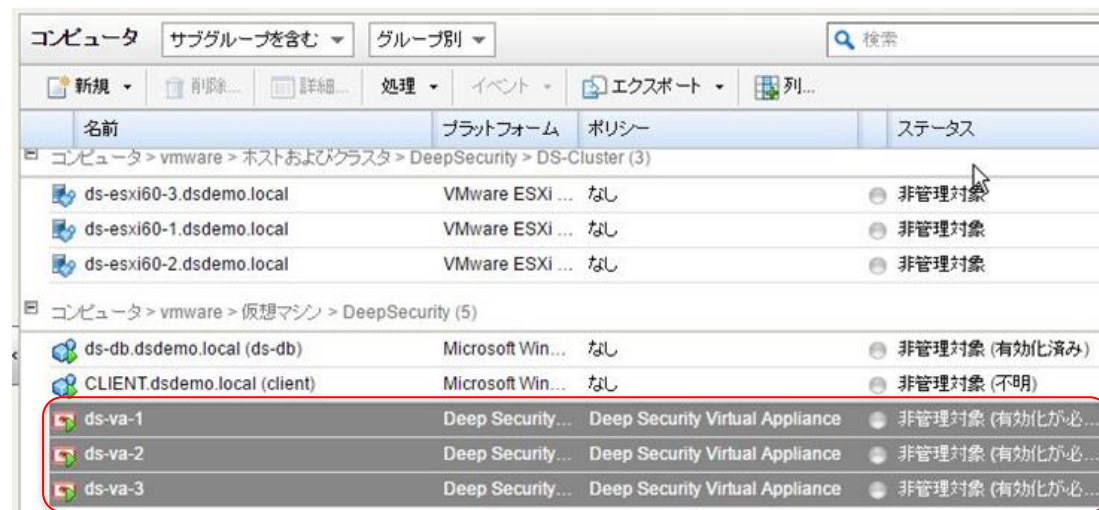 コンピュータ サブグループを含む グループ別 検索
新規 削除... 詳細... 処理 イベント エクスポート 列...
名前 プラットフォーム ポリシー ステータス
コンピュータ > vmware > ホストおよびクラスタ > DeepSecurity > DS-Cluster (3)
ds-esxi60-3.dsdemo.local VMware ESXi ... なし 非管理対象
ds-esxi60-1.dsdemo.local VMware ESXi ... なし 非管理対象
ds-esxi60-2.dsdemo.local VMware ESXi ... なし 非管理対象
コンピュータ > vmware > 仮想マシン > DeepSecurity (5)
ds-db.dsdemo.local (ds-db) Microsoft Win... なし 非管理対象 (有効化済み)
CLIENT.dsdemo.local (client) Microsoft Win... なし 非管理対象 (不明)
ds-va-1 Deep Security... Deep Security Virtual Appliance 非管理対象 (有効化が必...
ds-va-2 Deep Security... Deep Security Virtual Appliance 非管理対象 (有効化が必...
ds-va-3 Deep Security... Deep Security Virtual Appliance 非管理対象 (有効化が必...